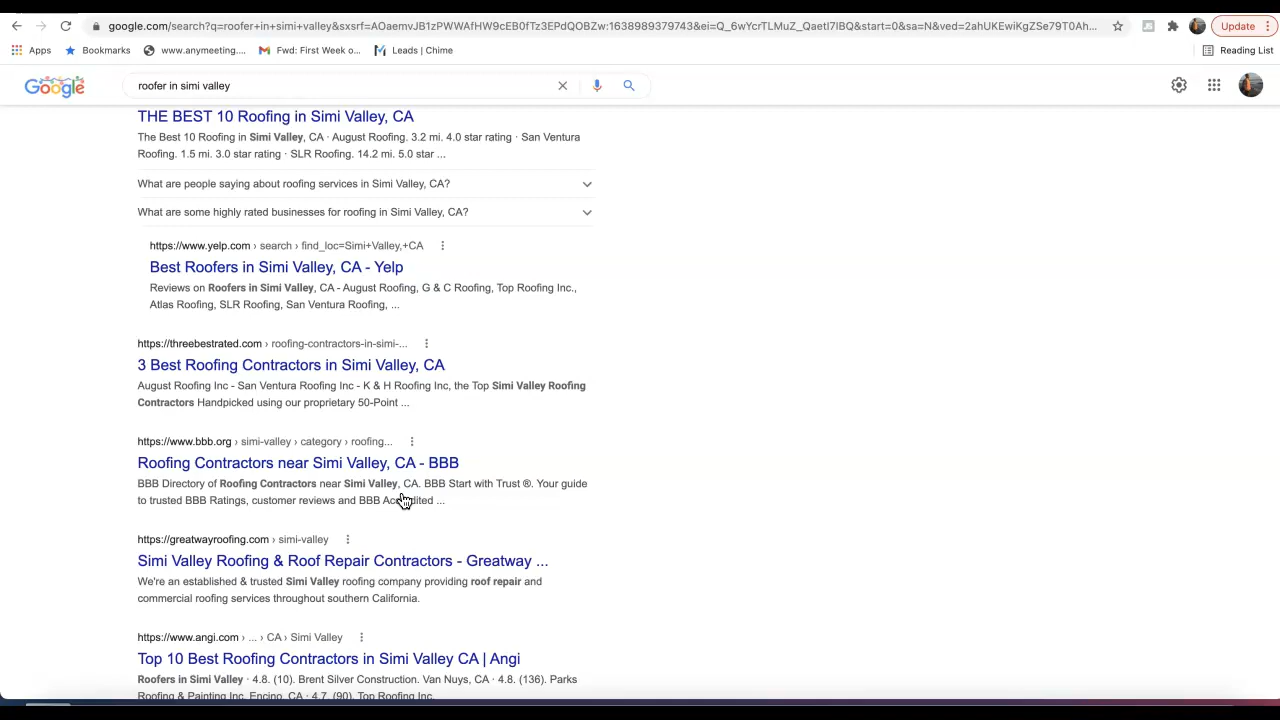 google.com/search?q=roofer+in+simi+valley&sxsrf=AOaemvJB1zPWWAfHW9cEB0fTz3EPdQOBZw:1638989379743&ei=Q_6wYcrTLMuZ_QaetI7lBQ&start=0&sa=N&ved=2ahUKEwiKgZSe79T0Ah...
Update
Apps
Bookmarks
www.anymeeting....
Fwd: First Week o...
Leads | Chime
Reading List
Google
roofer in simi valley
THE BEST 10 Roofing in Simi Valley, CA
The Best 10 Roofing in Simi Valley, CA · August Roofing. 3.2 mi. 4.0 star rating · San Ventura
Roofing. 1.5 mi. 3.0 star rating · SLR Roofing. 14.2 mi. 5.0 star ...
What are people saying about roofing services in Simi Valley, CA?
What are some highly rated businesses for roofing in Simi Valley, CA?
https://www.yelp.com › search › find_loc=Simi+Valley,+CA
Best Roofers in Simi Valley, CA - Yelp
Reviews on Roofers in Simi Valley, CA - August Roofing, G & C Roofing, Top Roofing Inc.,
Atlas Roofing, SLR Roofing, San Ventura Roofing, ...
https://threebestrated.com › roofing-contractors-in-simi-...
3 Best Roofing Contractors in Simi Valley, CA
August Roofing Inc - San Ventura Roofing Inc - K & H Roofing Inc, the Top Simi Valley Roofing
Contractors Handpicked using our proprietary 50-Point ...
https://www.bbb.org › simi-valley › category › roofing...
Roofing Contractors near Simi Valley, CA - BBB
BBB Directory of Roofing Contractors near Simi Valley, CA. BBB Start with Trust ®. Your guide
to trusted BBB Ratings, customer reviews and BBB Accredited ...
https://greatwayroofing.com › simi-valley
Simi Valley Roofing & Roof Repair Contractors - Greatway ...
We're an established & trusted Simi Valley roofing company providing roof repair and
commercial roofing services throughout southern California.
https://www.angi.com › ... › CA › Simi Valley
Top 10 Best Roofing Contractors in Simi Valley CA | Angi
Roofers in Simi Valley · 4.8. (10). Brent Silver Construction. Van Nuys, CA · 4.8. (136). Parks
Roofing & Painting Inc. Encino, CA · 4.7. (90). Top Roofing Inc.